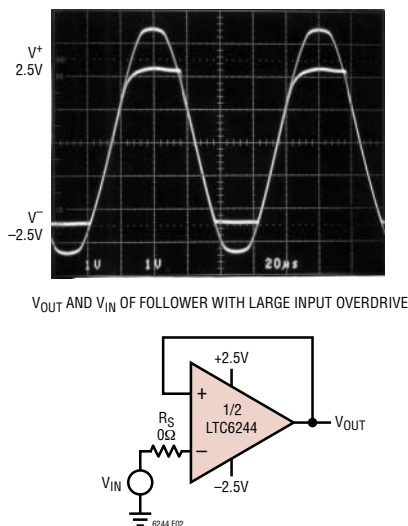 V+
2.5V
V–
–2.5V
1V 1V 20µs
VOUT AND VIN OF FOLLOWER WITH LARGE INPUT OVERDRIVE
+2.5V
+
1/2
LTC6244
RS
0Ω
–
VOUT
VIN
–2.5V
6244 F02